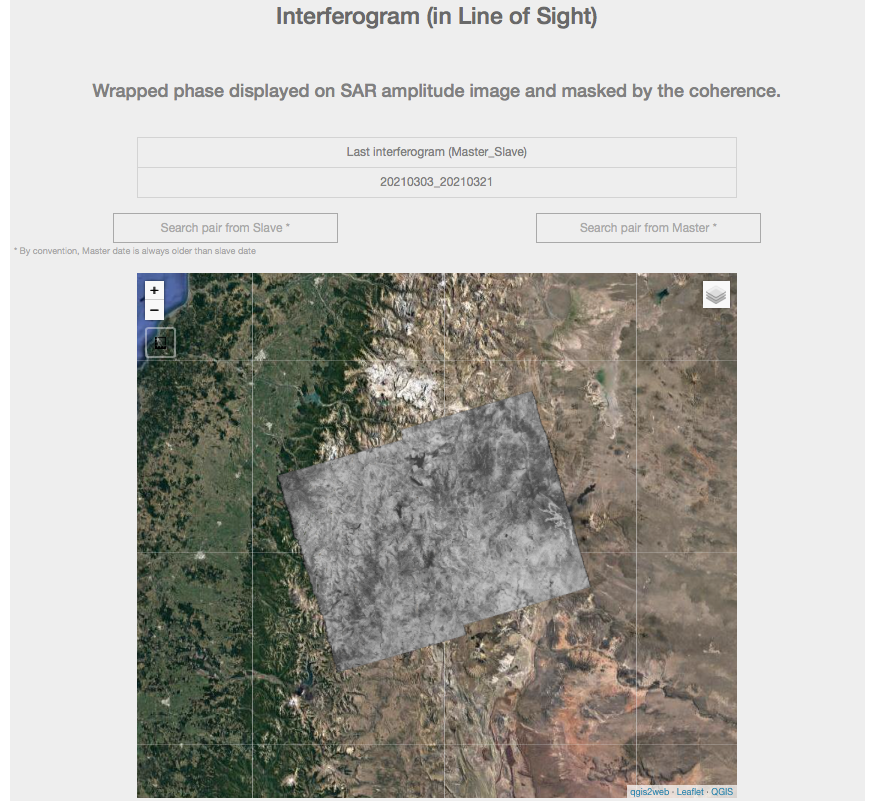 Interferogram (in Line of Sight)
Wrapped phase displayed on SAR amplitude image and masked by the coherence.
Last interferogram (Master_Slave)
20210303_20210321
Search pair from Slave *
Search pair from Master *
* By convention, Master date is always older than slave date
+
−
qgis2web · Leaflet · QGIS